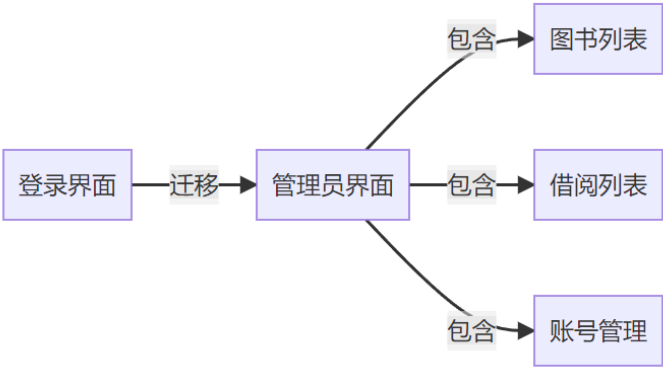 包含
图书列表
登录界面
迁移
管理员界面
包含
借阅列表
包含
账号管理